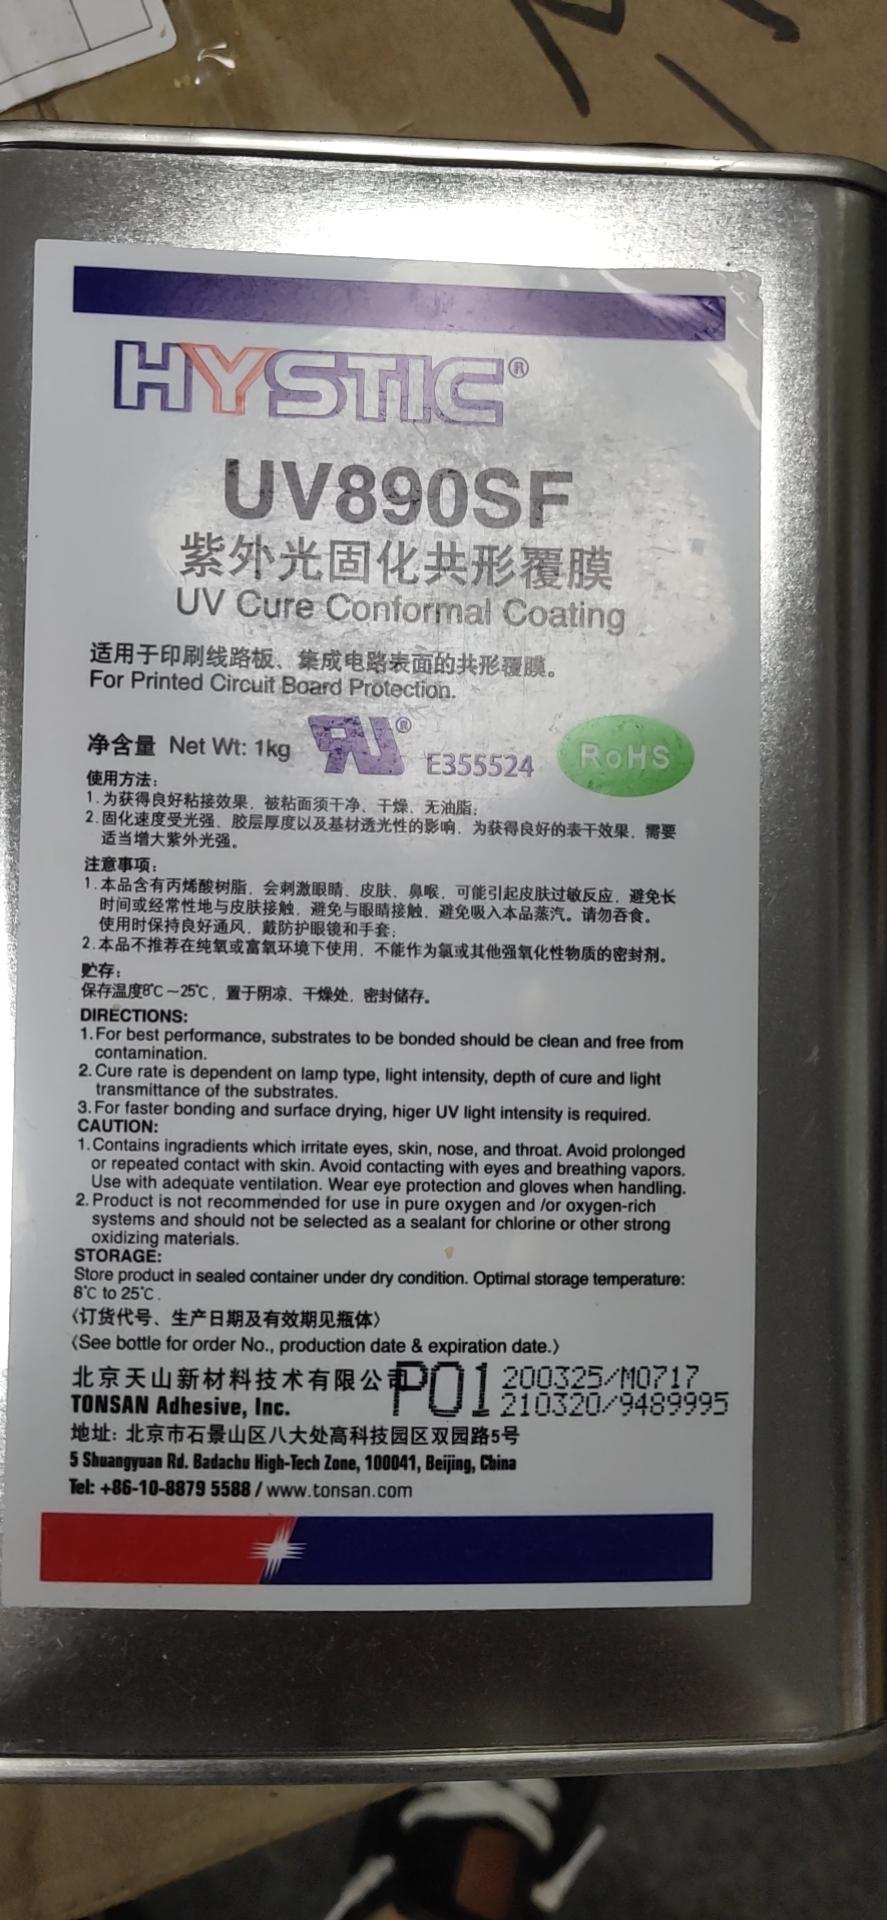 HYSTIC®
UV890SF
紫外光固化共形覆膜
UV Cure Conformal Coating
适用于印刷线路板、集成电路表面的共形覆膜。
For Printed Circuit Board Protection.
净含量 Net Wt: 1kg RU® E355524 RoHS
使用方法：
1.为获得良好粘接效果，被粘面须干净、干燥、无油脂；
2.固化速度受光强、胶层厚度以及基材透光性的影响，为获得良好的表干效果，需要
适当增大紫外光强。
注意事项：
1.本品含有丙烯酸树脂，会刺激眼睛、皮肤、鼻喉，可能引起皮肤过敏反应，避免长
时间或经常性地与皮肤接触，避免与眼睛接触，避免吸入本品蒸汽。请勿吞食。
使用时保持良好通风，戴防护眼镜和手套；
2.本品不推荐在纯氧或富氧环境下使用，不能作为氯或其他强氧化性物质的密封剂。
贮存：
保存温度8℃～25℃，置于阴凉、干燥处，密封储存。
DIRECTIONS:
1. For best performance, substrates to be bonded should be clean and free from
contamination.
2. Cure rate is dependent on lamp type, light intensity, depth of cure and light
transmittance of the substrates.
3. For faster bonding and surface drying, higer UV light intensity is required.
CAUTION:
1. Contains ingredients which irritate eyes, skin, nose, and throat. Avoid prolonged
or repeated contact with skin. Avoid contacting with eyes and breathing vapors.
Use with adequate ventilation. Wear eye protection and gloves when handling.
2. Product is not recommended for use in pure oxygen and /or oxygen-rich
systems and should not be selected as a sealant for chlorine or other strong
oxidizing materials.
STORAGE:
Store product in sealed container under dry condition. Optimal storage temperature:
8℃ to 25℃.
〈订货代号、生产日期及有效期见瓶体〉
〈See bottle for order No., production date & expiration date.〉
北京天山新材料技术有限公司 P01 200325/M0717
TONSAN Adhesive, Inc. 210320/9489995
地址：北京市石景山区八大处高科技园区双园路5号
5 Shuangyuan Rd. Badachu High-Tech Zone, 100041, Beijing, China
Tel: +86-10-8879 5588 / www.tonsan.com